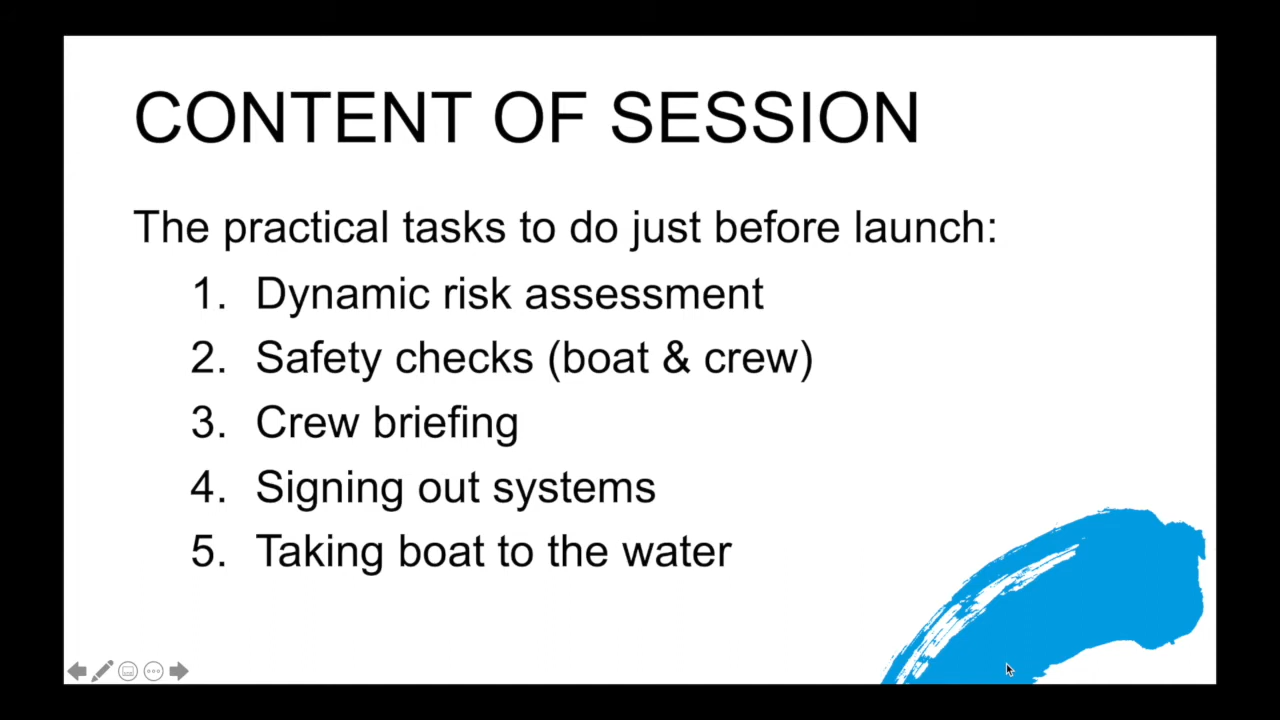 CONTENT OF SESSION
The practical tasks to do just before launch:
1. Dynamic risk assessment
2. Safety checks (boat & crew)
3. Crew briefing
4. Signing out systems
5. Taking boat to the water